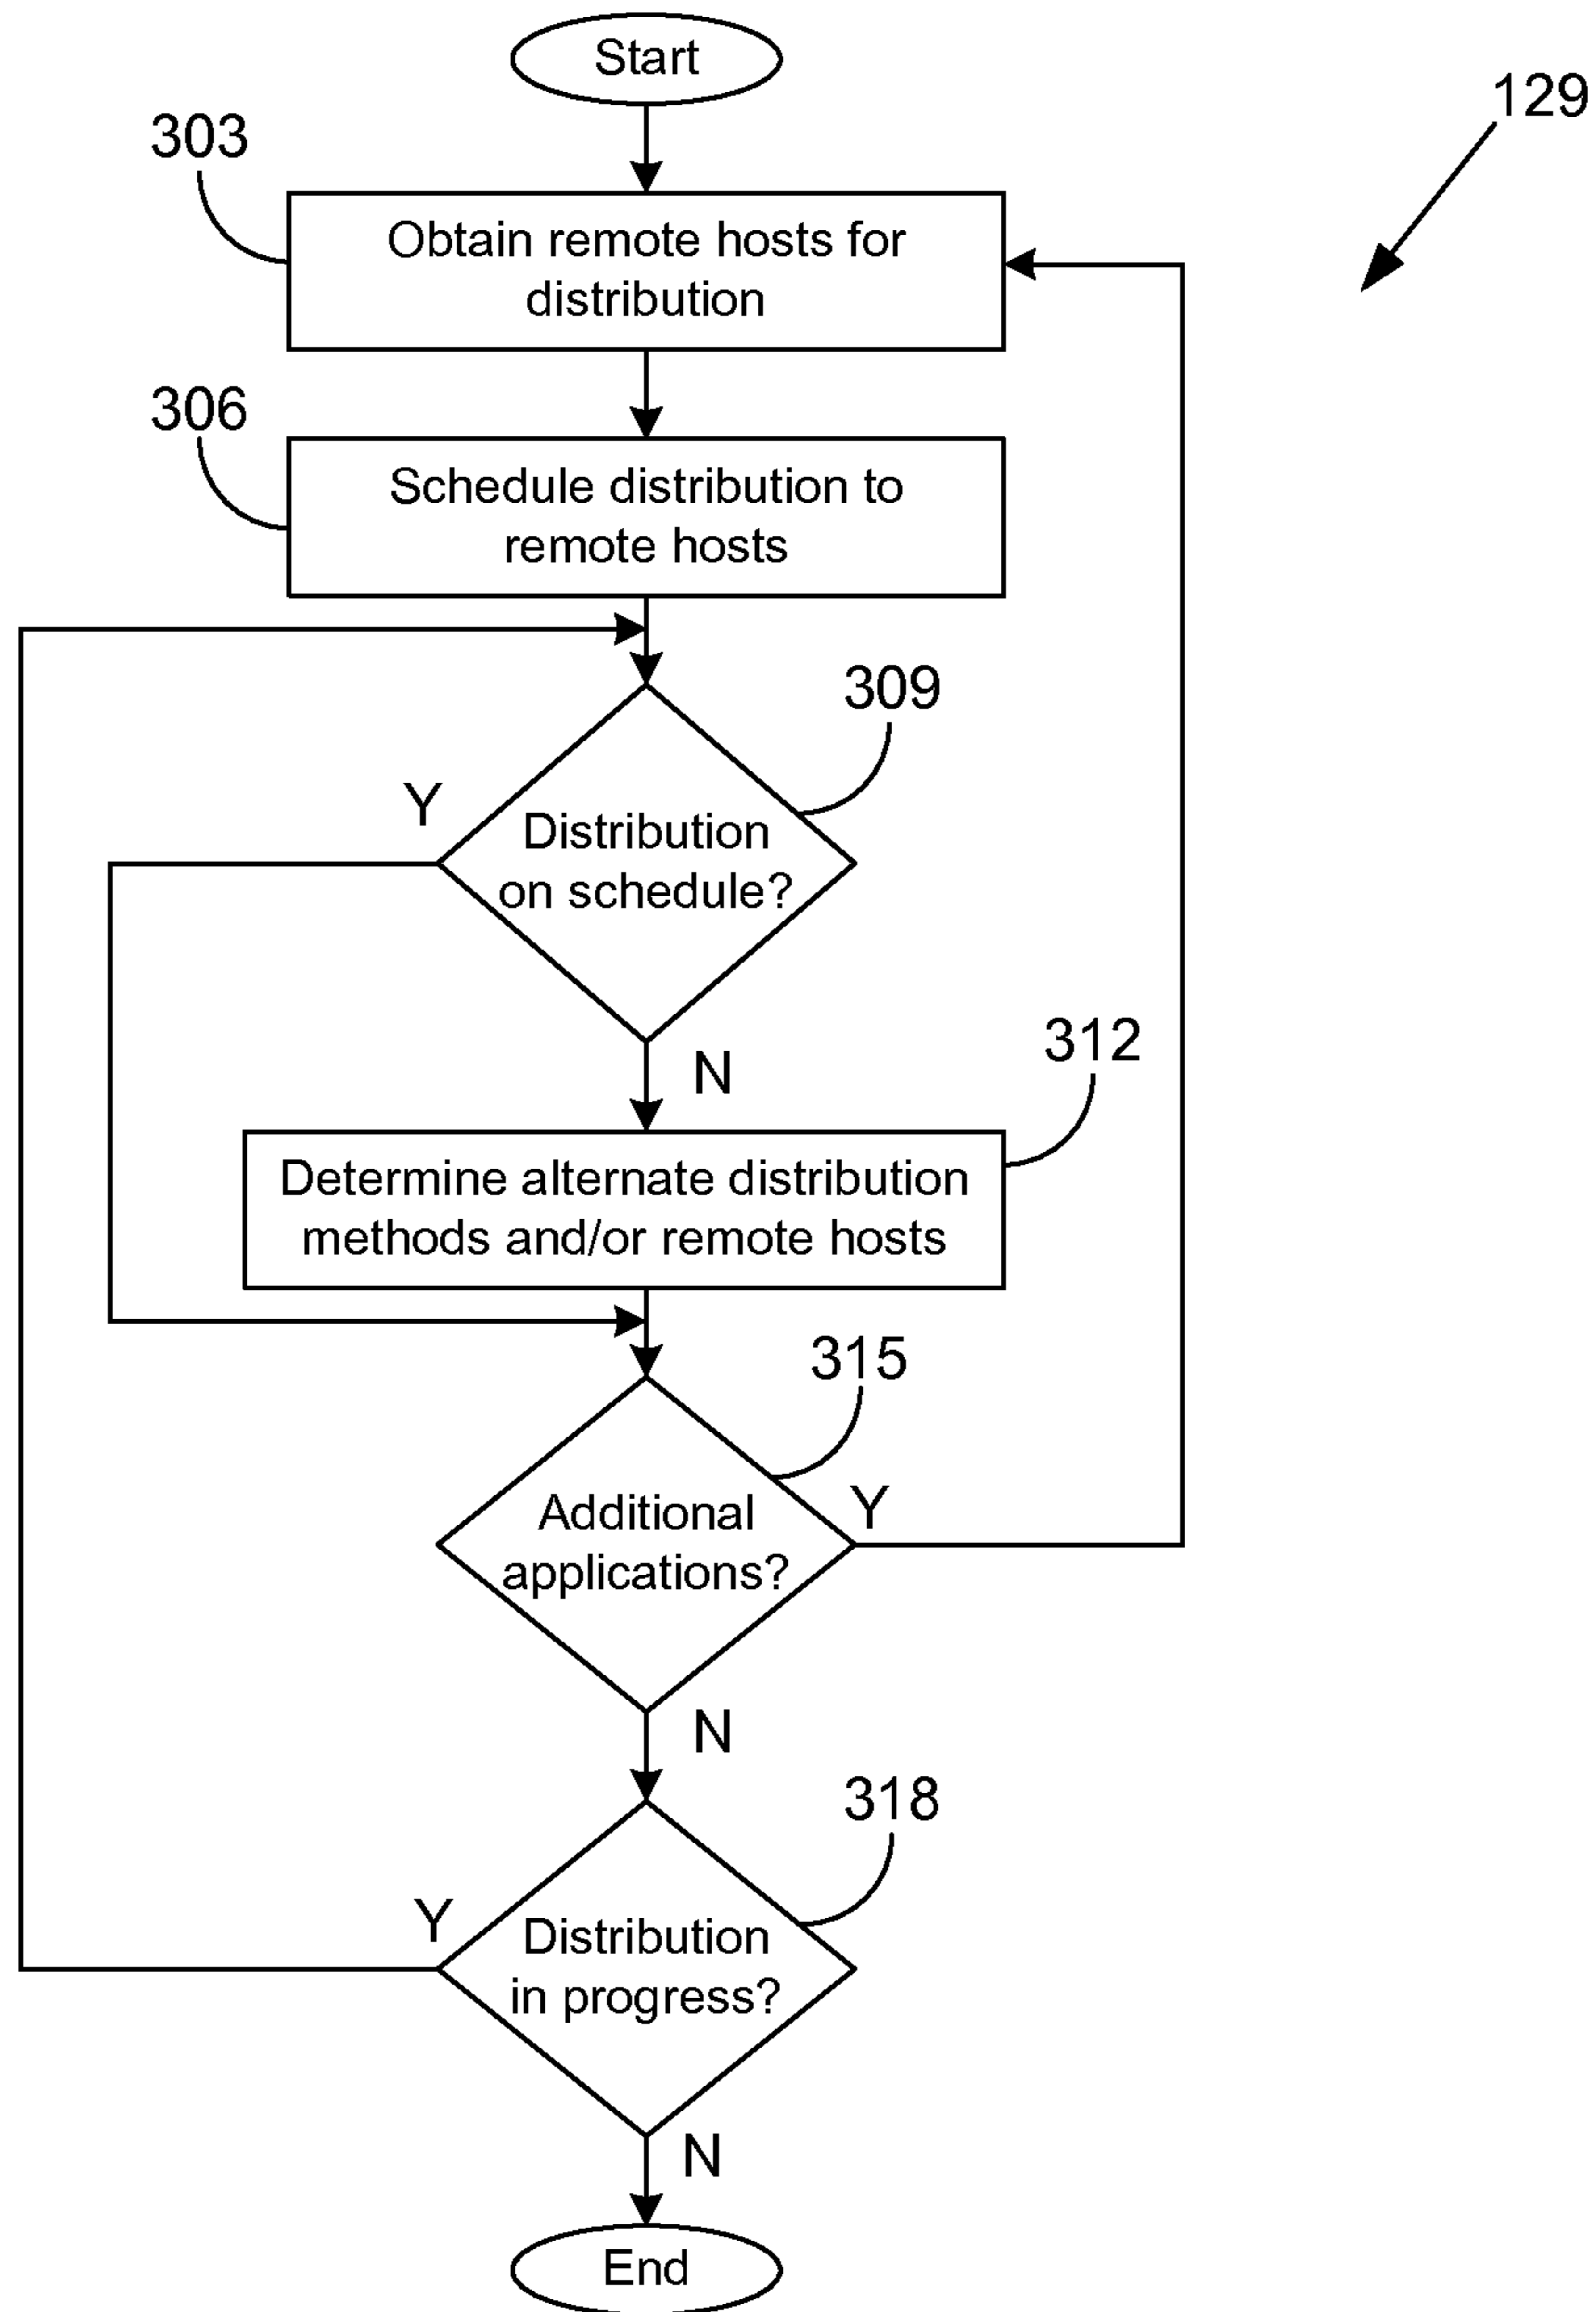 Start
129
303
Obtain remote hosts for
distribution
306
Schedule distribution to
remote hosts
309
Y
Distribution
on schedule?
312
N
Determine alternate distribution
methods and/or remote hosts
315
Y
Additional
applications?
N
318
Y
Distribution
in progress?
N
End